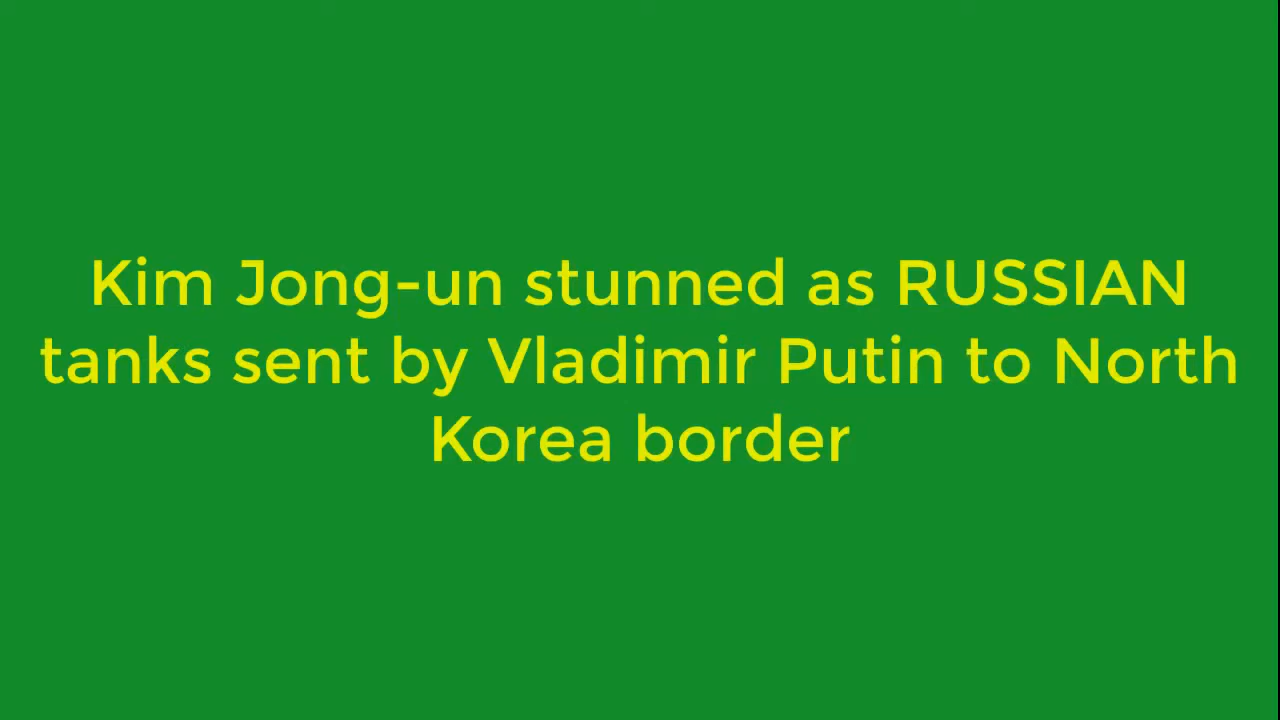 Kim Jong-un stunned as RUSSIAN
tanks sent by Vladimir Putin to North
Korea border